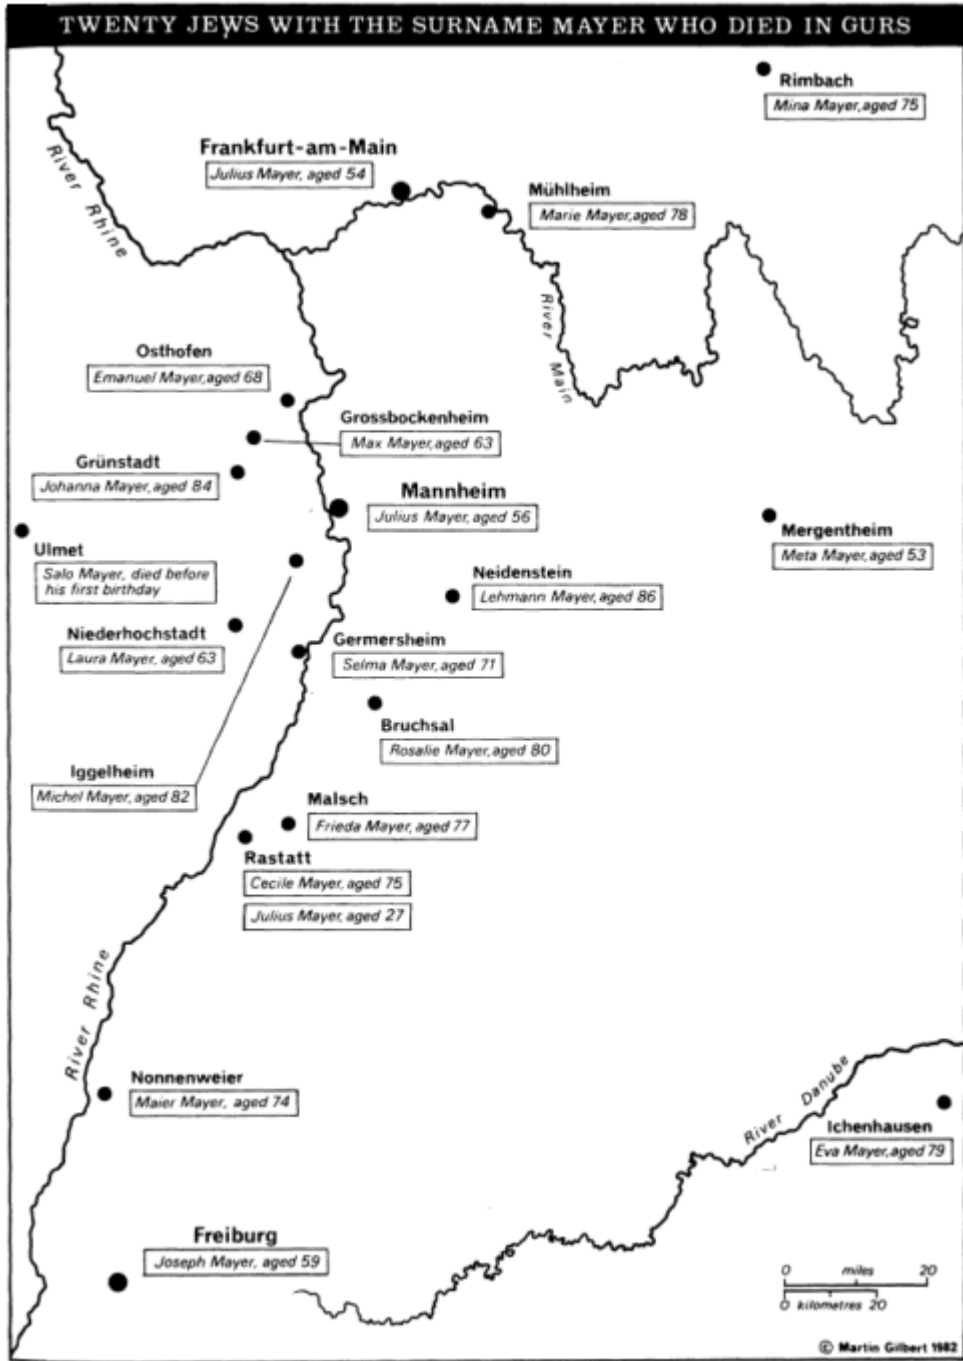 TWENTY JEWS WITH THE SURNAME MAYER WHO DIED IN GURS
Rimbach
Mina Mayer, aged 75
Frankfurt-am-Main
Julius Mayer, aged 54
Mühlheim
Marie Mayer, aged 78
River Rhine
River Main
Osthofen
Emanuel Mayer, aged 68
Grossbockenheim
Max Mayer, aged 63
Grünstadt
Johanna Mayer, aged 84
Mannheim
Julius Mayer, aged 56
Mergentheim
Meta Mayer, aged 53
Ulmet
Salo Mayer, died before
his first birthday
Neidenstein
Lehmann Mayer, aged 86
Niederhochstadt
Laura Mayer, aged 63
Germersheim
Selma Mayer, aged 71
Bruchsal
Rosalie Mayer, aged 80
Iggelheim
Michel Mayer, aged 82
Malsch
Frieda Mayer, aged 77
Rastatt
Cecile Mayer, aged 75
Julius Mayer, aged 27
River Rhine
Nonnenweier
Maier Mayer, aged 74
River Danube
Ichenhausen
Eva Mayer, aged 79
Freiburg
Joseph Mayer, aged 59
0 miles 20
0 kilometres 20
© Martin Gilbert 1982